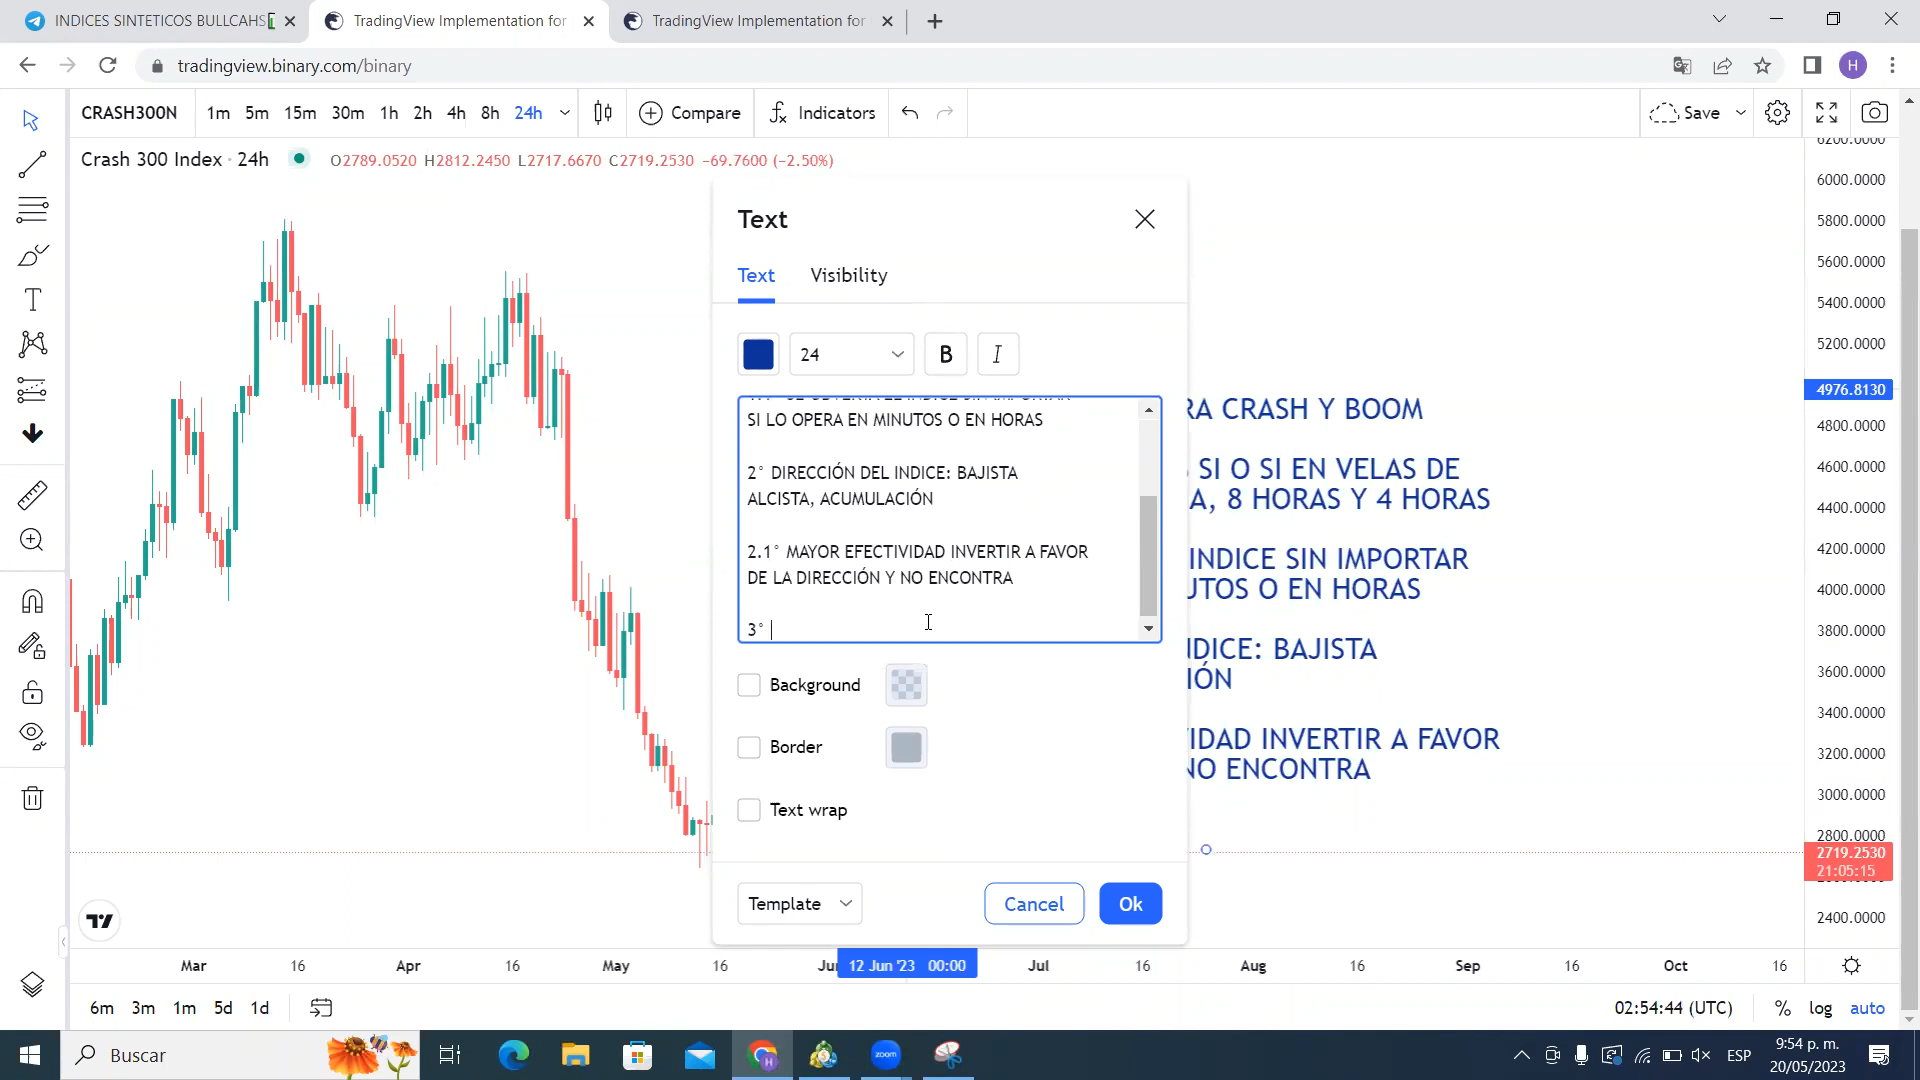 INDICES SINTETICOS BULLCAHS
TradingView Implementation for
TradingView Implementation for
tradingview.binary.com/binary
H
CRASH300N
1m 5m 15m 30m 1h 2h 4h 8h 24h
Compare
Indicators
Save
Crash 300 Index · 24h
O2789.0520 H2812.2450 L2717.6670 C2719.2530 −69.7600 (−2.50%)
Text
Text
Visibility
24
B
I
SI LO OPERA EN MINUTOS O EN HORAS
2° DIRECCIÓN DEL INDICE: BAJISTA
ALCISTA, ACUMULACIÓN
2.1° MAYOR EFECTIVIDAD INVERTIR A FAVOR
DE LA DIRECCIÓN Y NO ENCONTRA
3°
Background
Border
Text wrap
Template
Cancel
Ok
RA CRASH Y BOOM
SI O SI EN VELAS DE
A, 8 HORAS Y 4 HORAS
INDICE SIN IMPORTAR
UTOS O EN HORAS
NDICE: BAJISTA
IÓN
IDAD INVERTIR A FAVOR
NO ENCONTRA
6200.0000
6000.0000
5800.0000
5600.0000
5400.0000
5200.0000
4976.8130
4800.0000
4600.0000
4400.0000
4200.0000
4000.0000
3800.0000
3600.0000
3400.0000
3200.0000
3000.0000
2800.0000
2719.2530
21:05:15
2400.0000
Mar 16 Apr 16 May 16 Jun 12 Jun '23 00:00 Jul 16 Aug 16 Sep 16 Oct 16
6m 3m 1m 5d 1d
02:54:44 (UTC)
%
log
auto
Buscar
zoom
ESP
9:54 p. m.
20/05/2023